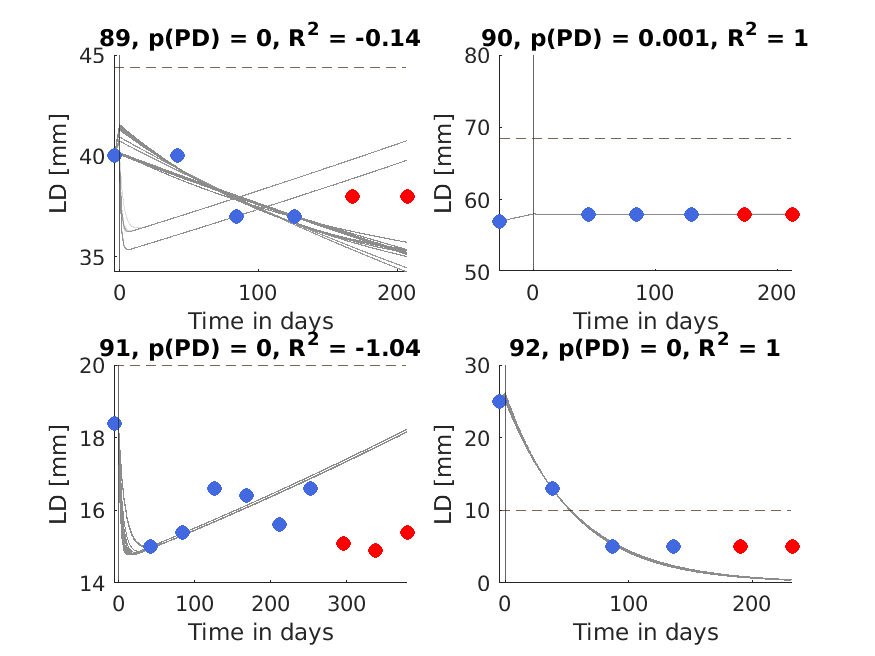 89, p(PD) = 0, R² = -0.14
45
40
35
LD [mm]
0 100 200
Time in days
90, p(PD) = 0.001, R² = 1
80
70
60
50
LD [mm]
0 100 200
Time in days
91, p(PD) = 0, R² = -1.04
20
18
16
14
LD [mm]
0 100 200 300
Time in days
92, p(PD) = 0, R² = 1
30
20
10
0
LD [mm]
0 100 200
Time in days